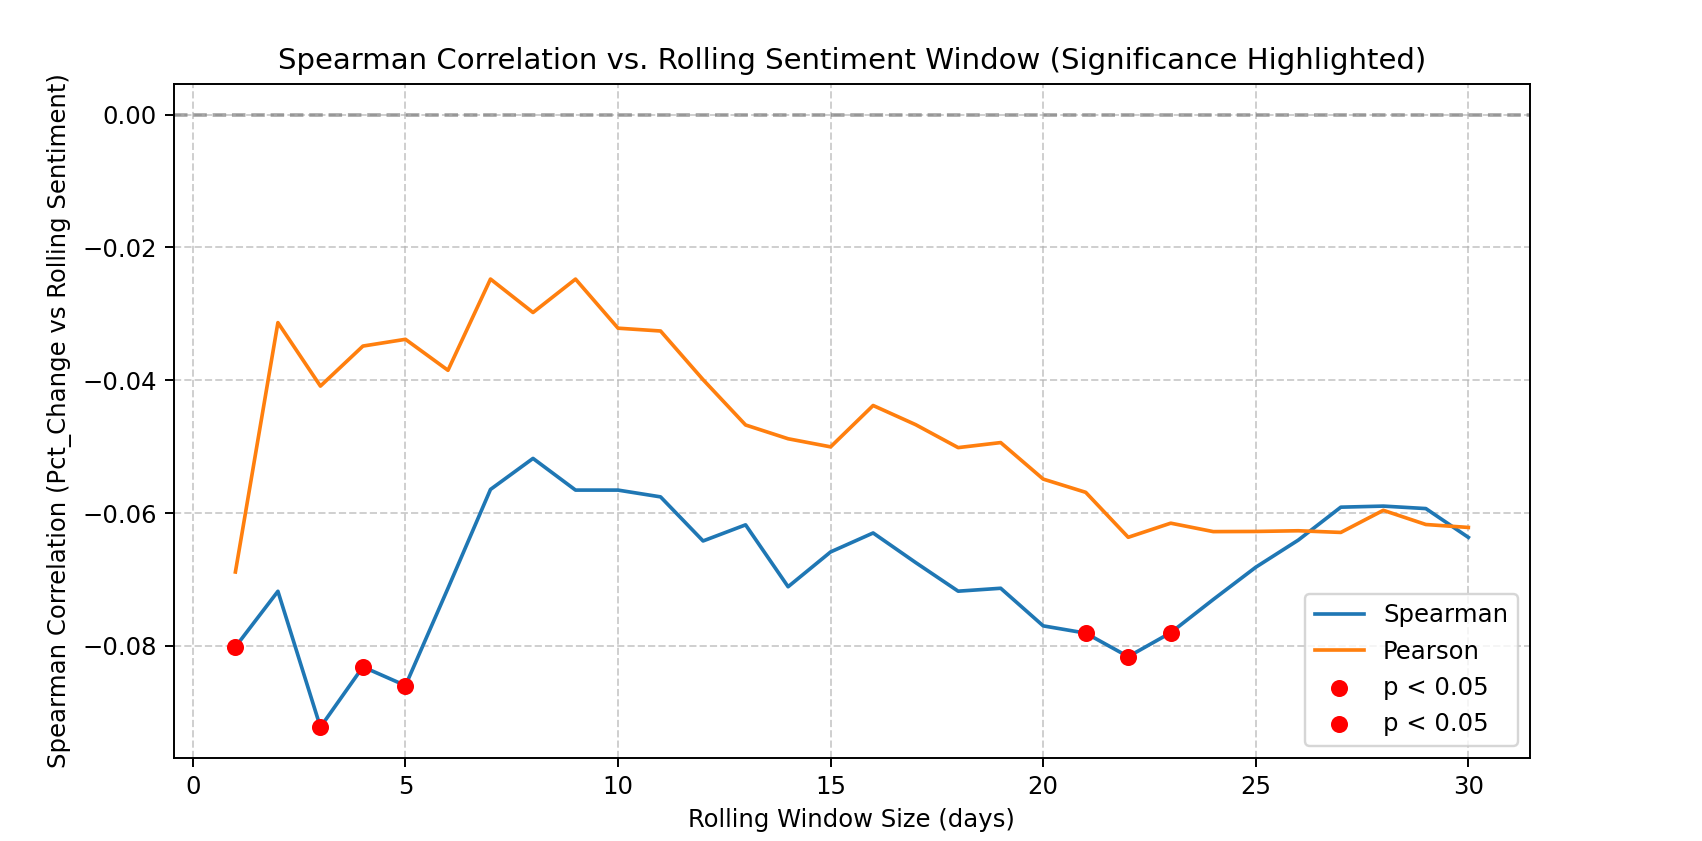 Spearman Correlation vs. Rolling Sentiment Window (Significance Highlighted)
Spearman Correlation (Pct_Change vs Rolling Sentiment)
0.00
−0.02
−0.04
−0.06
−0.08
Spearman
Pearson
p < 0.05
p < 0.05
0 5 10 15 20 25 30
Rolling Window Size (days)